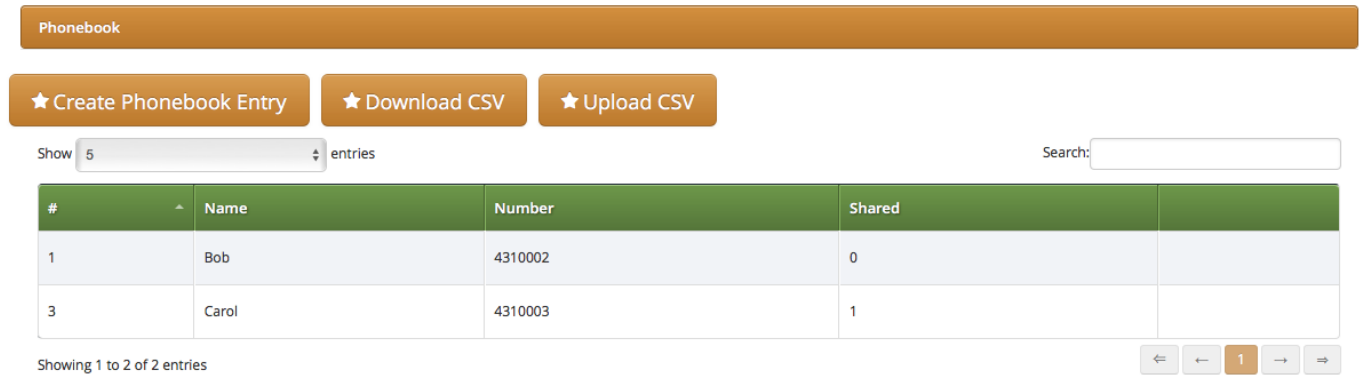 Phonebook
Create Phonebook Entry Download CSV Upload CSV
Show 5 entries Search:
# Name Number Shared
1 Bob 4310002 0
3 Carol 4310003 1
Showing 1 to 2 of 2 entries ⇐ ← 1 → ⇒